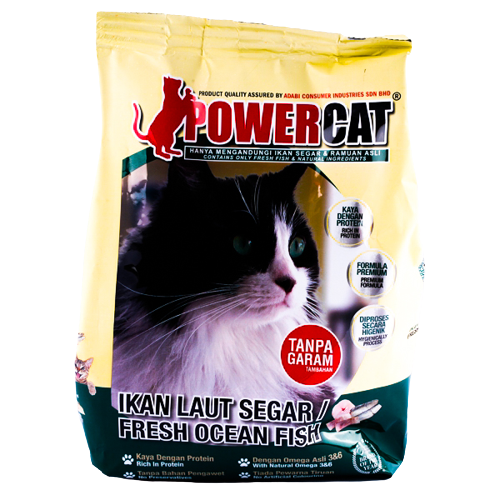 PRODUCT QUALITY ASSURED BY ADABI CONSUMER INDUSTRIES SDN BHD
POWERCAT®
HANYA MENGANDUNGI IKAN SEGAR & RAMUAN ASLI
CONTAINS ONLY FRESH FISH & NATURAL INGREDIENTS
KAYA
DENGAN
PROTEIN
RICH IN
PROTEIN
FORMULA
PREMIUM
PREMIUM
FORMULA
DIPROSES
SECARA
HIGENIK
HYGIENICALLY
PROCESS
TANPA
GARAM
TAMBAHAN
IKAN LAUT SEGAR /
FRESH OCEAN FISH
Kaya Dengan Protein
Rich In Protein
Dengan Omega Asli 3&6
With Natural Omega 3&6
Tanpa Bahan Pengawet
No Preservatives
Tiada Pewarna Tiruan
No Artificial